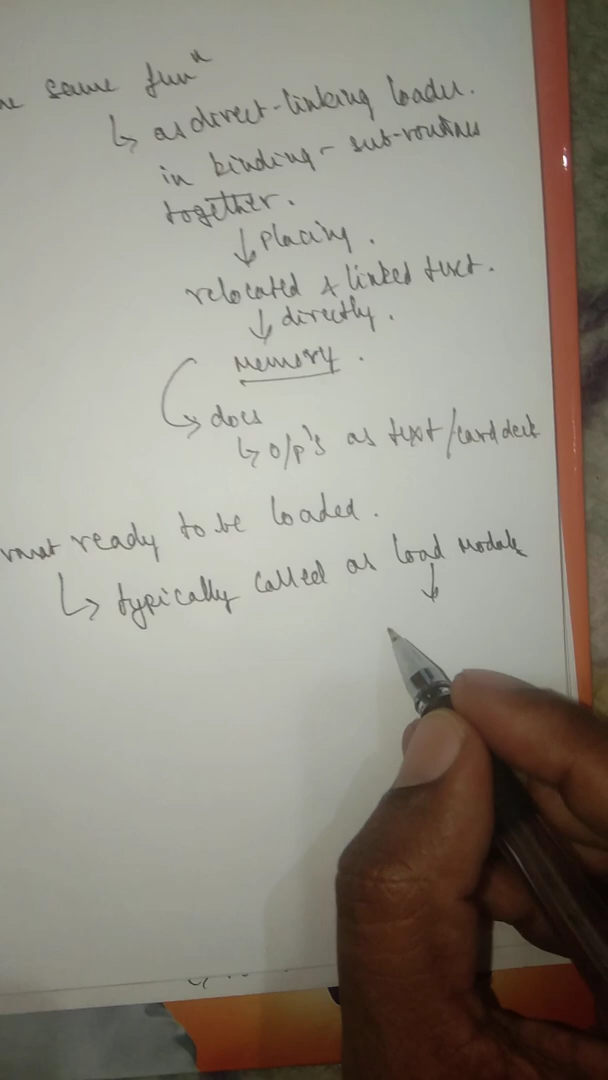 same fun^n
↳ as direct-linking loader.
in binding - sub-routines
together.
↓ placing.
relocated & linked text.
↓ directly.
Memory.
↳ does
↳ o/p's as text/card deck
ready to be loaded.
↳ typically called as load module
↓